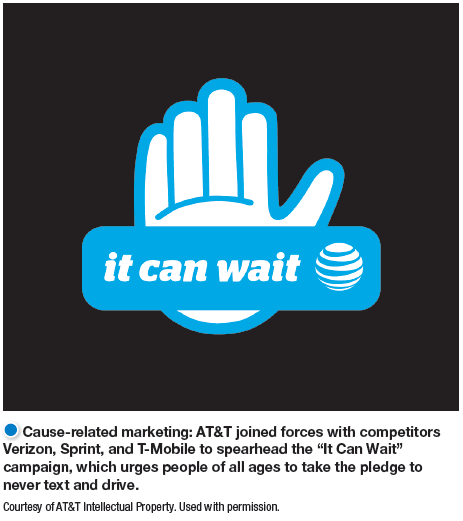 it can wait
Cause-related marketing: AT&T joined forces with competitors
Verizon, Sprint, and T-Mobile to spearhead the “It Can Wait”
campaign, which urges people of all ages to take the pledge to
never text and drive.
Courtesy of AT&T Intellectual Property. Used with permission.